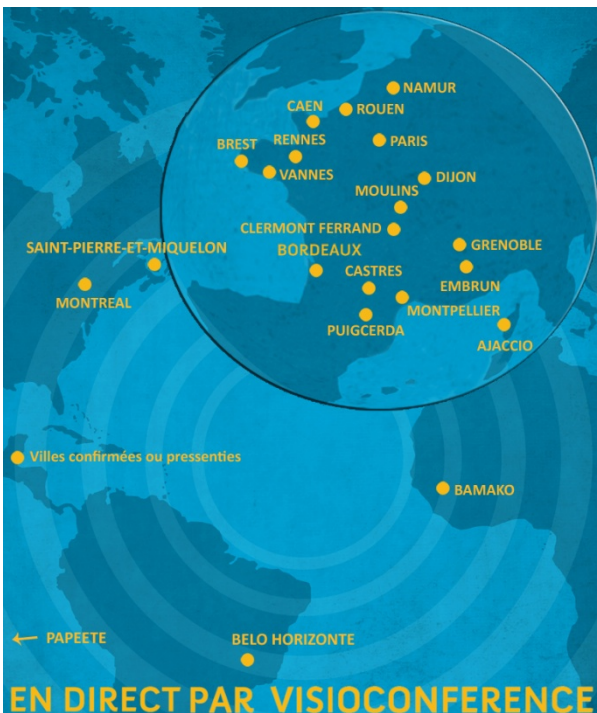 NAMUR
CAEN
ROUEN
BREST
RENNES
PARIS
VANNES
DIJON
MOULINS
CLERMONT FERRAND
GRENOBLE
SAINT-PIERRE-ET-MIQUELON
BORDEAUX
CASTRES
EMBRUN
MONTREAL
MONTPELLIER
PUIGCERDA
AJACCIO
Villes confirmées ou pressenties
BAMAKO
PAPEETE
BELO HORIZONTE
EN DIRECT PAR VISIOCONFERENCE